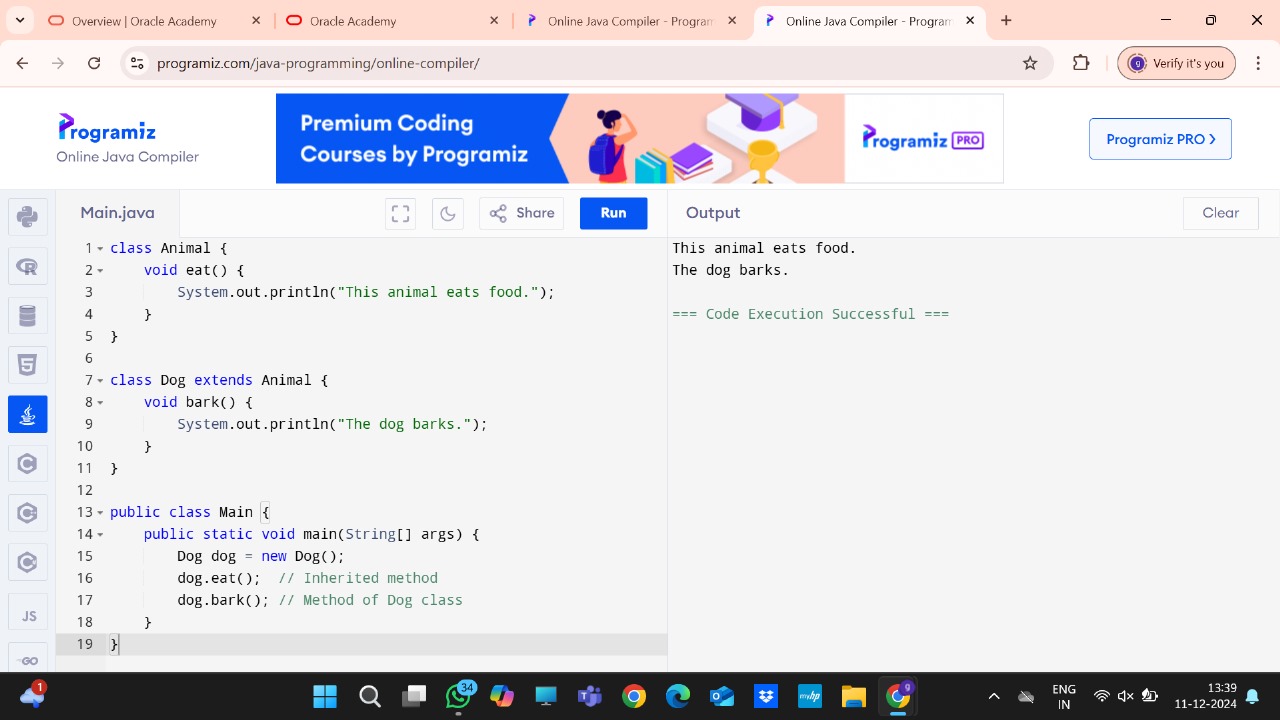 Overview | Oracle Academy
Oracle Academy
Online Java Compiler - Program
Online Java Compiler - Program
programiz.com/java-programming/online-compiler/
Verify it's you
Programiz
Online Java Compiler
Premium Coding
Courses by Programiz
Programiz PRO
Programiz PRO >
Main.java
Share
Run
Output
Clear
1 class Animal {
2     void eat() {
3         System.out.println("This animal eats food.");
4     }
5 }
6
7 class Dog extends Animal {
8     void bark() {
9         System.out.println("The dog barks.");
10     }
11 }
12
13 public class Main {
14     public static void main(String[] args) {
15         Dog dog = new Dog();
16         dog.eat();  // Inherited method
17         dog.bark(); // Method of Dog class
18     }
19 }
This animal eats food.
The dog barks.
=== Code Execution Successful ===
JS
GO
1
34
myhp
g
ENG
IN
13:39
11-12-2024